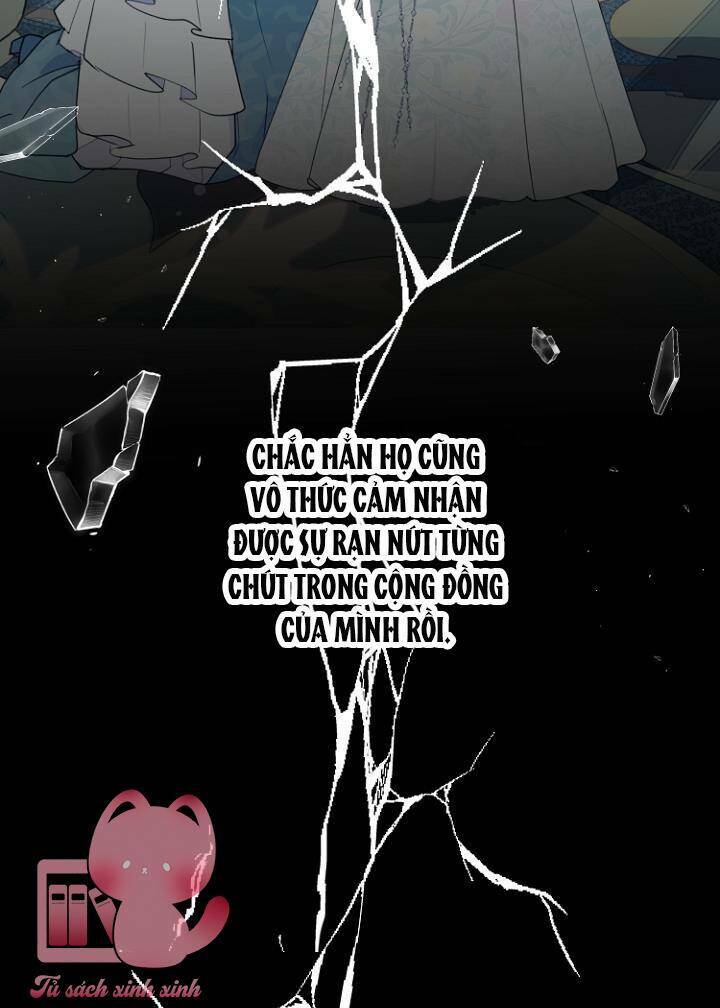 CHẮC HẲN HỌ CŨNG
VÔ THỨC CẢM NHẬN
ĐƯỢC SỰ RẠN NỨT TỪNG
CHÚT TRONG CỘNG ĐỒNG
CỦA MÌNH RỒI.
Tủ sách xinh xinh